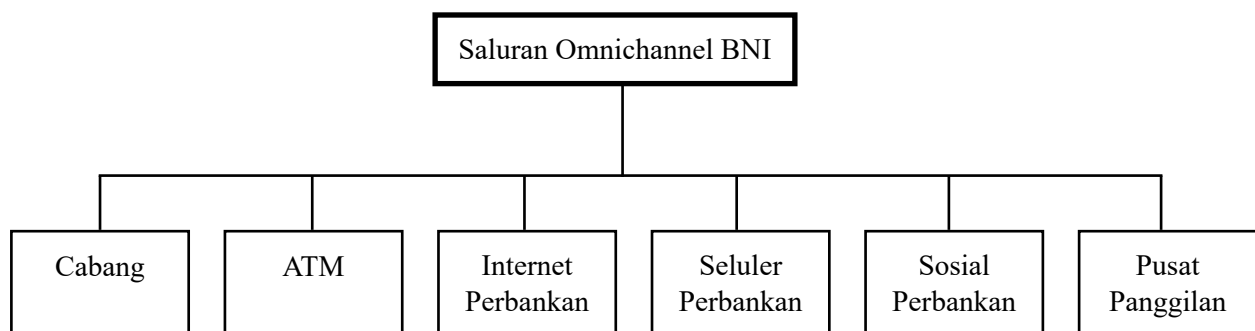 Saluran Omnichannel BNI
Cabang
ATM
Internet
Perbankan
Seluler
Perbankan
Sosial
Perbankan
Pusat
Panggilan